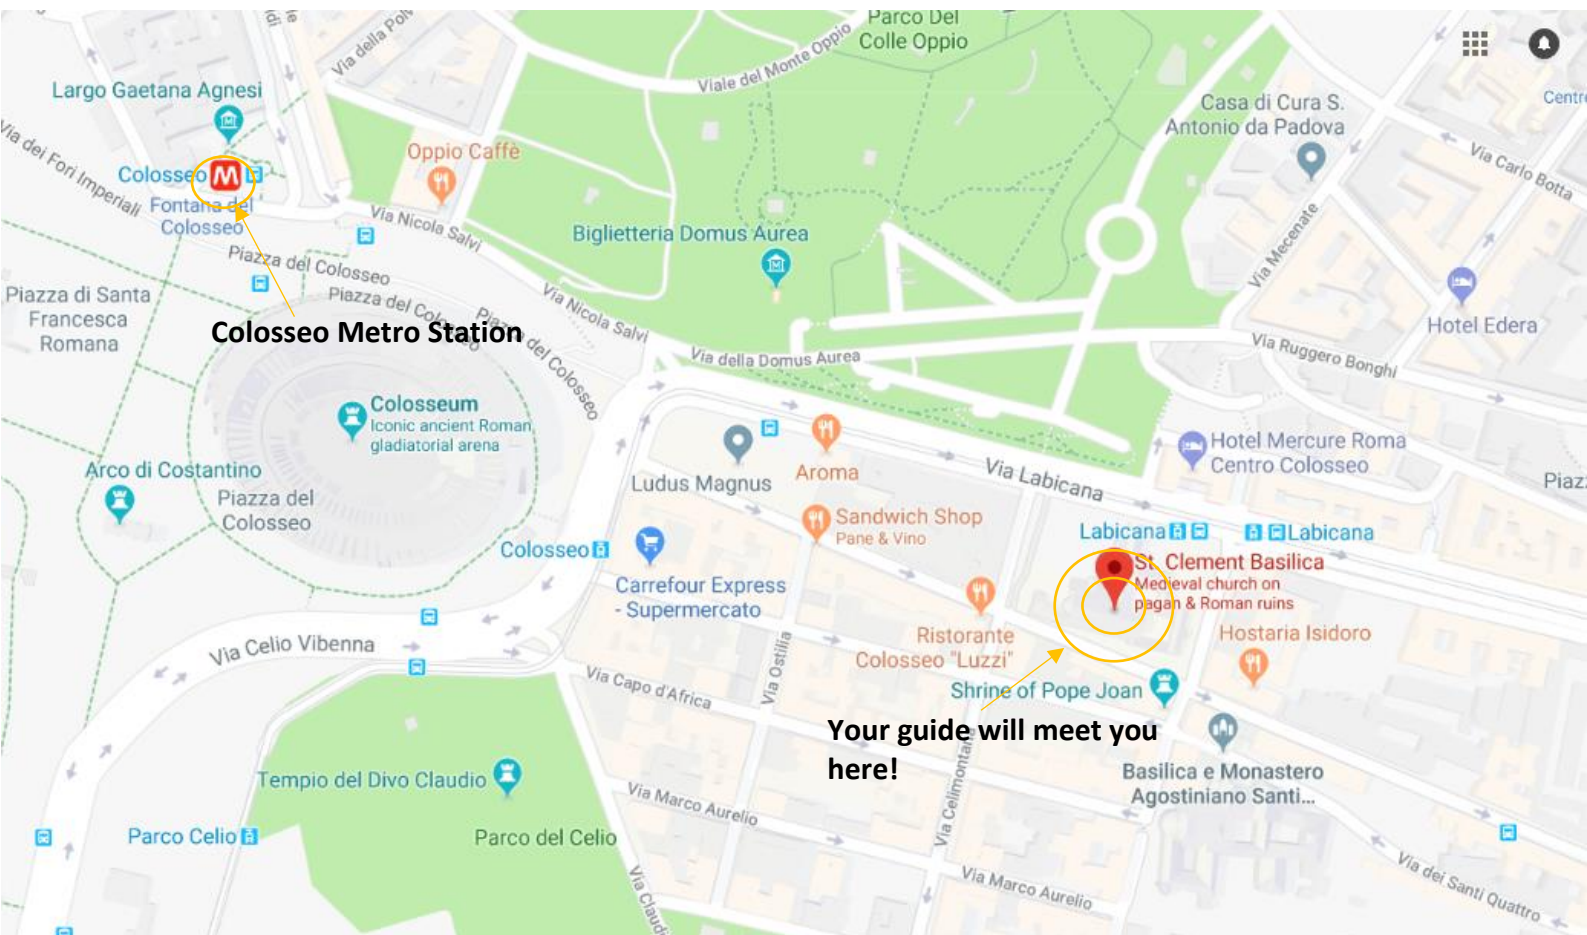 Parco Del
Colle Oppio
Via della Pol
Viale del Monte Oppio
Largo Gaetana Agnesi
Casa di Cura S.
Antonio da Padova
Centro
Via Carlo Botta
Via dei Fori Imperiali
Colosseo
M
Oppio Caffè
Fontana del
Colosseo
Via Nicola Salvi
Biglietteria Domus Aurea
Via Mecenate
Piazza del Colosseo
Piazza del Colosseo
Piazza del Colosseo
Piazza di Santa
Francesca
Romana
Via Nicola Salvi
Hotel Edera
Colosseo Metro Station
Via della Domus Aurea
Via Ruggero Bonghi
Colosseum
Iconic ancient Roman
gladiatorial arena
Arco di Costantino
Piazza del
Colosseo
Ludus Magnus
Aroma
Via Labicana
Hotel Mercure Roma
Centro Colosseo
Piaz
Sandwich Shop
Pane & Vino
Labicana
Labicana
Colosseo
St. Clement Basilica
Medieval church on
pagan & Roman ruins
Carrefour Express
- Supermercato
Ristorante
Colosseo "Luzzi"
Hostaria Isidoro
Via Celio Vibenna
Via Ostilia
Via Capo d'Africa
Shrine of Pope Joan
Your guide will meet you
here!
Via Celimontana
Basilica e Monastero
Agostiniano Santi...
Tempio del Divo Claudio
Via Marco Aurelio
Parco Celio
Parco del Celio
Via Claudi
Via Marco Aurelio
Via dei Santi Quattro